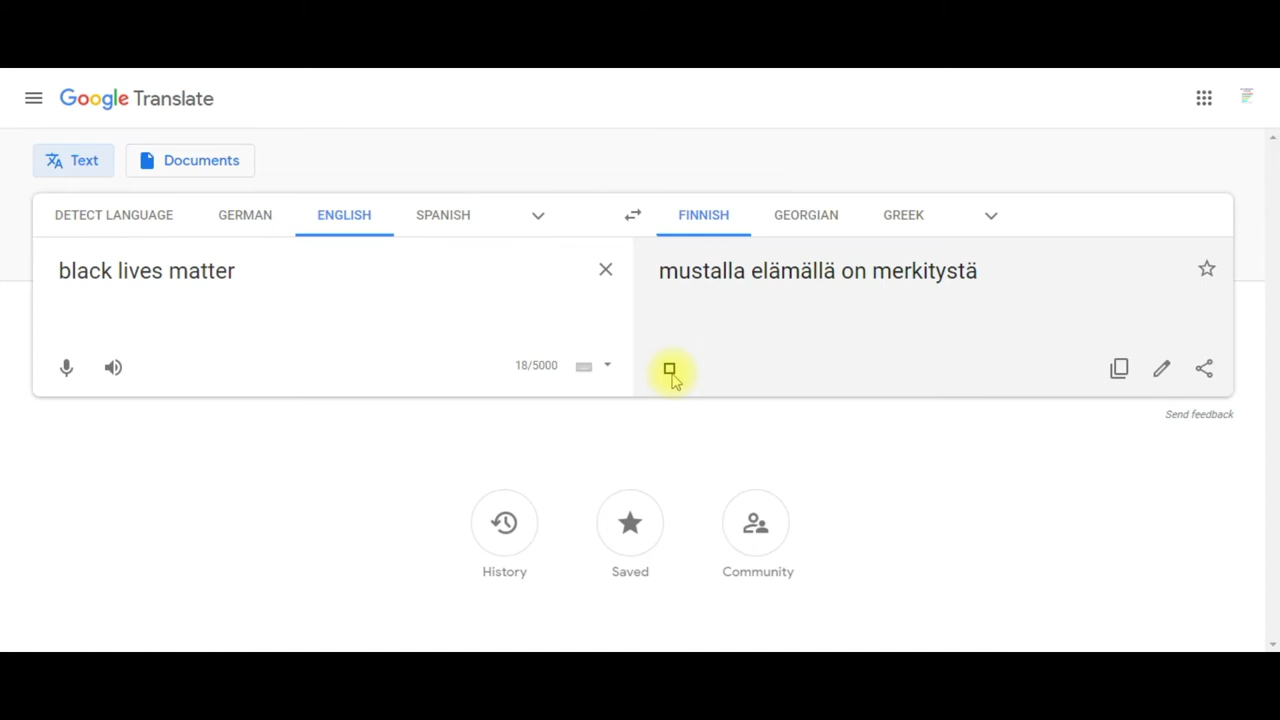 Google Translate
Text
Documents
DETECT LANGUAGE GERMAN ENGLISH SPANISH FINNISH GEORGIAN GREEK
black lives matter
mustalla elämällä on merkitystä
18/5000
Send feedback
History Saved Community